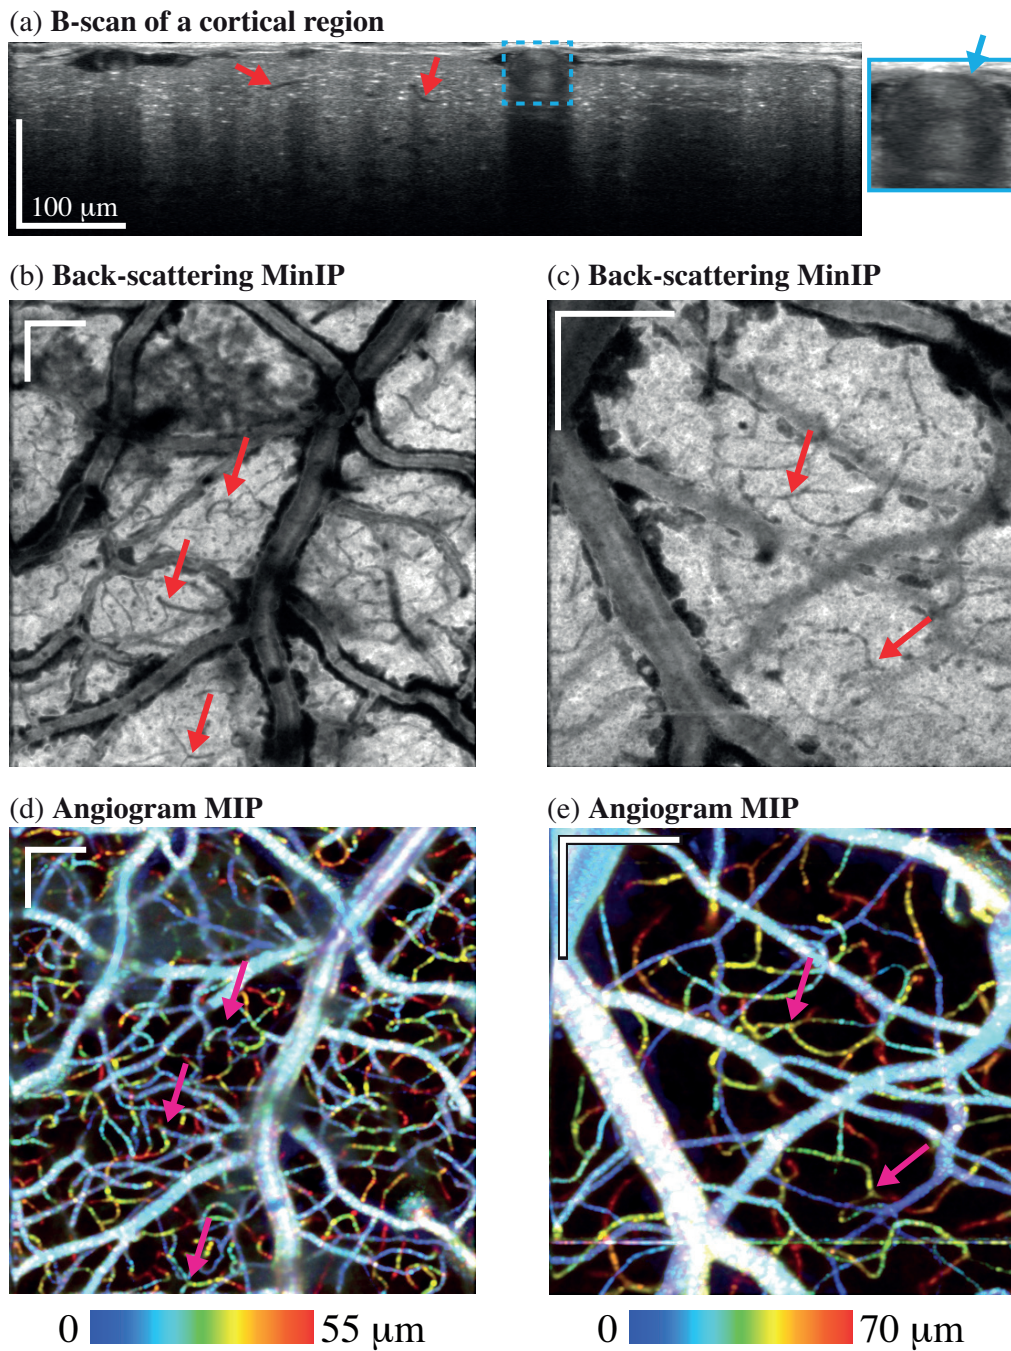 (a) B-scan of a cortical region
100 μm
(b) Back-scattering MinIP
(c) Back-scattering MinIP
(d) Angiogram MIP
(e) Angiogram MIP
0 55 μm
0 70 μm